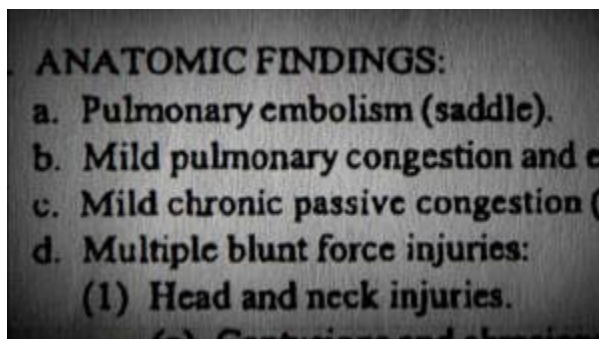 ANATOMIC FINDINGS:
a. Pulmonary embolism (saddle).
b. Mild pulmonary congestion and
c. Mild chronic passive congestion (
d. Multiple blunt force injuries:
(1) Head and neck injuries.